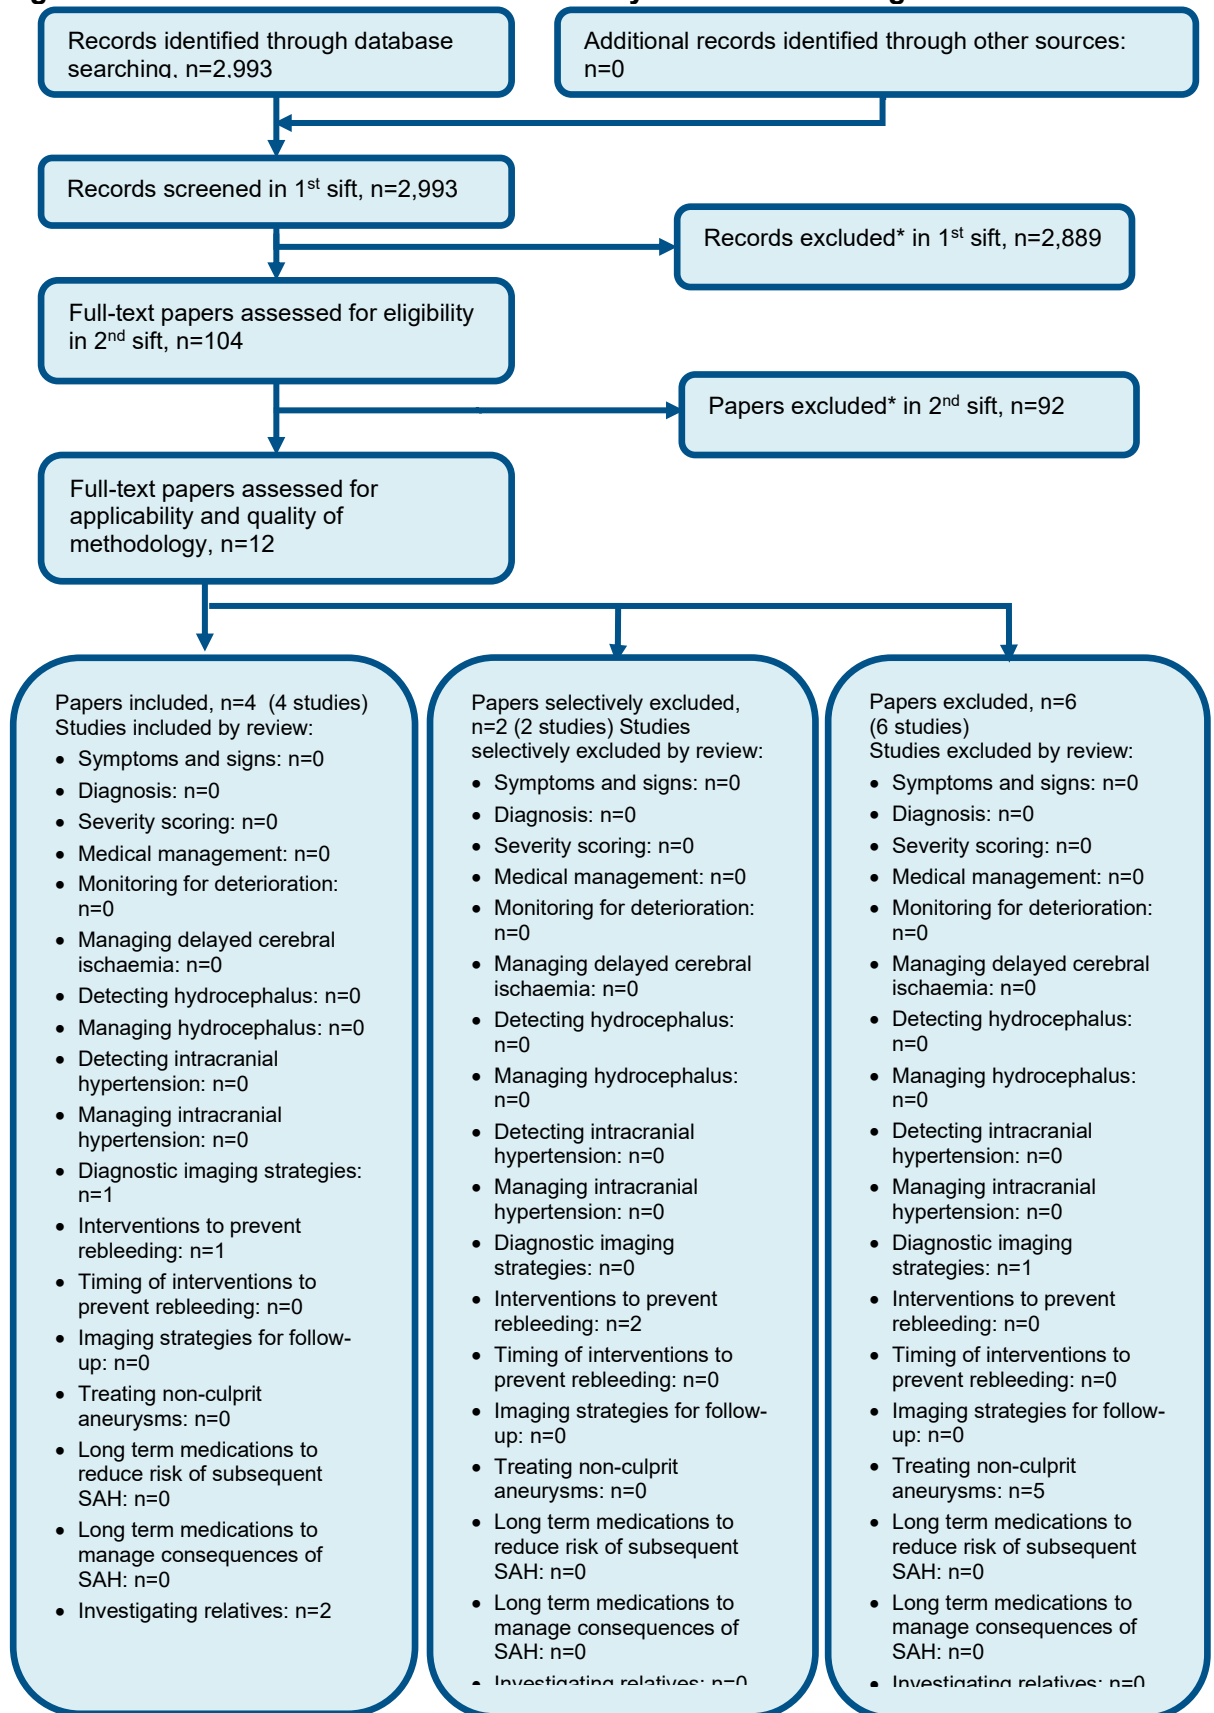 Records identified through database
searching, n=2,993
Additional records identified through other sources:
n=0
Records screened in 1st sift, n=2,993
Records excluded* in 1st sift, n=2,889
Full-text papers assessed for eligibility
in 2nd sift, n=104
Papers excluded* in 2nd sift, n=92
Full-text papers assessed for
applicability and quality of
methodology, n=12
Papers included, n=4 (4 studies)
Studies included by review:
• Symptoms and signs: n=0
• Diagnosis: n=0
• Severity scoring: n=0
• Medical management: n=0
• Monitoring for deterioration:
n=0
• Managing delayed cerebral
ischaemia: n=0
• Detecting hydrocephalus: n=0
• Managing hydrocephalus: n=0
• Detecting intracranial
hypertension: n=0
• Managing intracranial
hypertension: n=0
• Diagnostic imaging strategies:
n=1
• Interventions to prevent
rebleeding: n=1
• Timing of interventions to
prevent rebleeding: n=0
• Imaging strategies for follow-
up: n=0
• Treating non-culprit
aneurysms: n=0
• Long term medications to
reduce risk of subsequent
SAH: n=0
• Long term medications to
manage consequences of
SAH: n=0
• Investigating relatives: n=2
Papers selectively excluded,
n=2 (2 studies) Studies
selectively excluded by review:
• Symptoms and signs: n=0
• Diagnosis: n=0
• Severity scoring: n=0
• Medical management: n=0
• Monitoring for deterioration:
n=0
• Managing delayed cerebral
ischaemia: n=0
• Detecting hydrocephalus:
n=0
• Managing hydrocephalus:
n=0
• Detecting intracranial
hypertension: n=0
• Managing intracranial
hypertension: n=0
• Diagnostic imaging
strategies: n=0
• Interventions to prevent
rebleeding: n=2
• Timing of interventions to
prevent rebleeding: n=0
• Imaging strategies for follow-
up: n=0
• Treating non-culprit
aneurysms: n=0
• Long term medications to
reduce risk of subsequent
SAH: n=0
• Long term medications to
manage consequences of
SAH: n=0
• Investigating relatives: n=0
Papers excluded, n=6
(6 studies)
Studies excluded by review:
• Symptoms and signs: n=0
• Diagnosis: n=0
• Severity scoring: n=0
• Medical management: n=0
• Monitoring for deterioration:
n=0
• Managing delayed cerebral
ischaemia: n=0
• Detecting hydrocephalus:
n=0
• Managing hydrocephalus:
n=0
• Detecting intracranial
hypertension: n=0
• Managing intracranial
hypertension: n=0
• Diagnostic imaging
strategies: n=1
• Interventions to prevent
rebleeding: n=0
• Timing of interventions to
prevent rebleeding: n=0
• Imaging strategies for follow-
up: n=0
• Treating non-culprit
aneurysms: n=5
• Long term medications to
reduce risk of subsequent
SAH: n=0
• Long term medications to
manage consequences of
SAH: n=0
• Investigating relatives: n=0